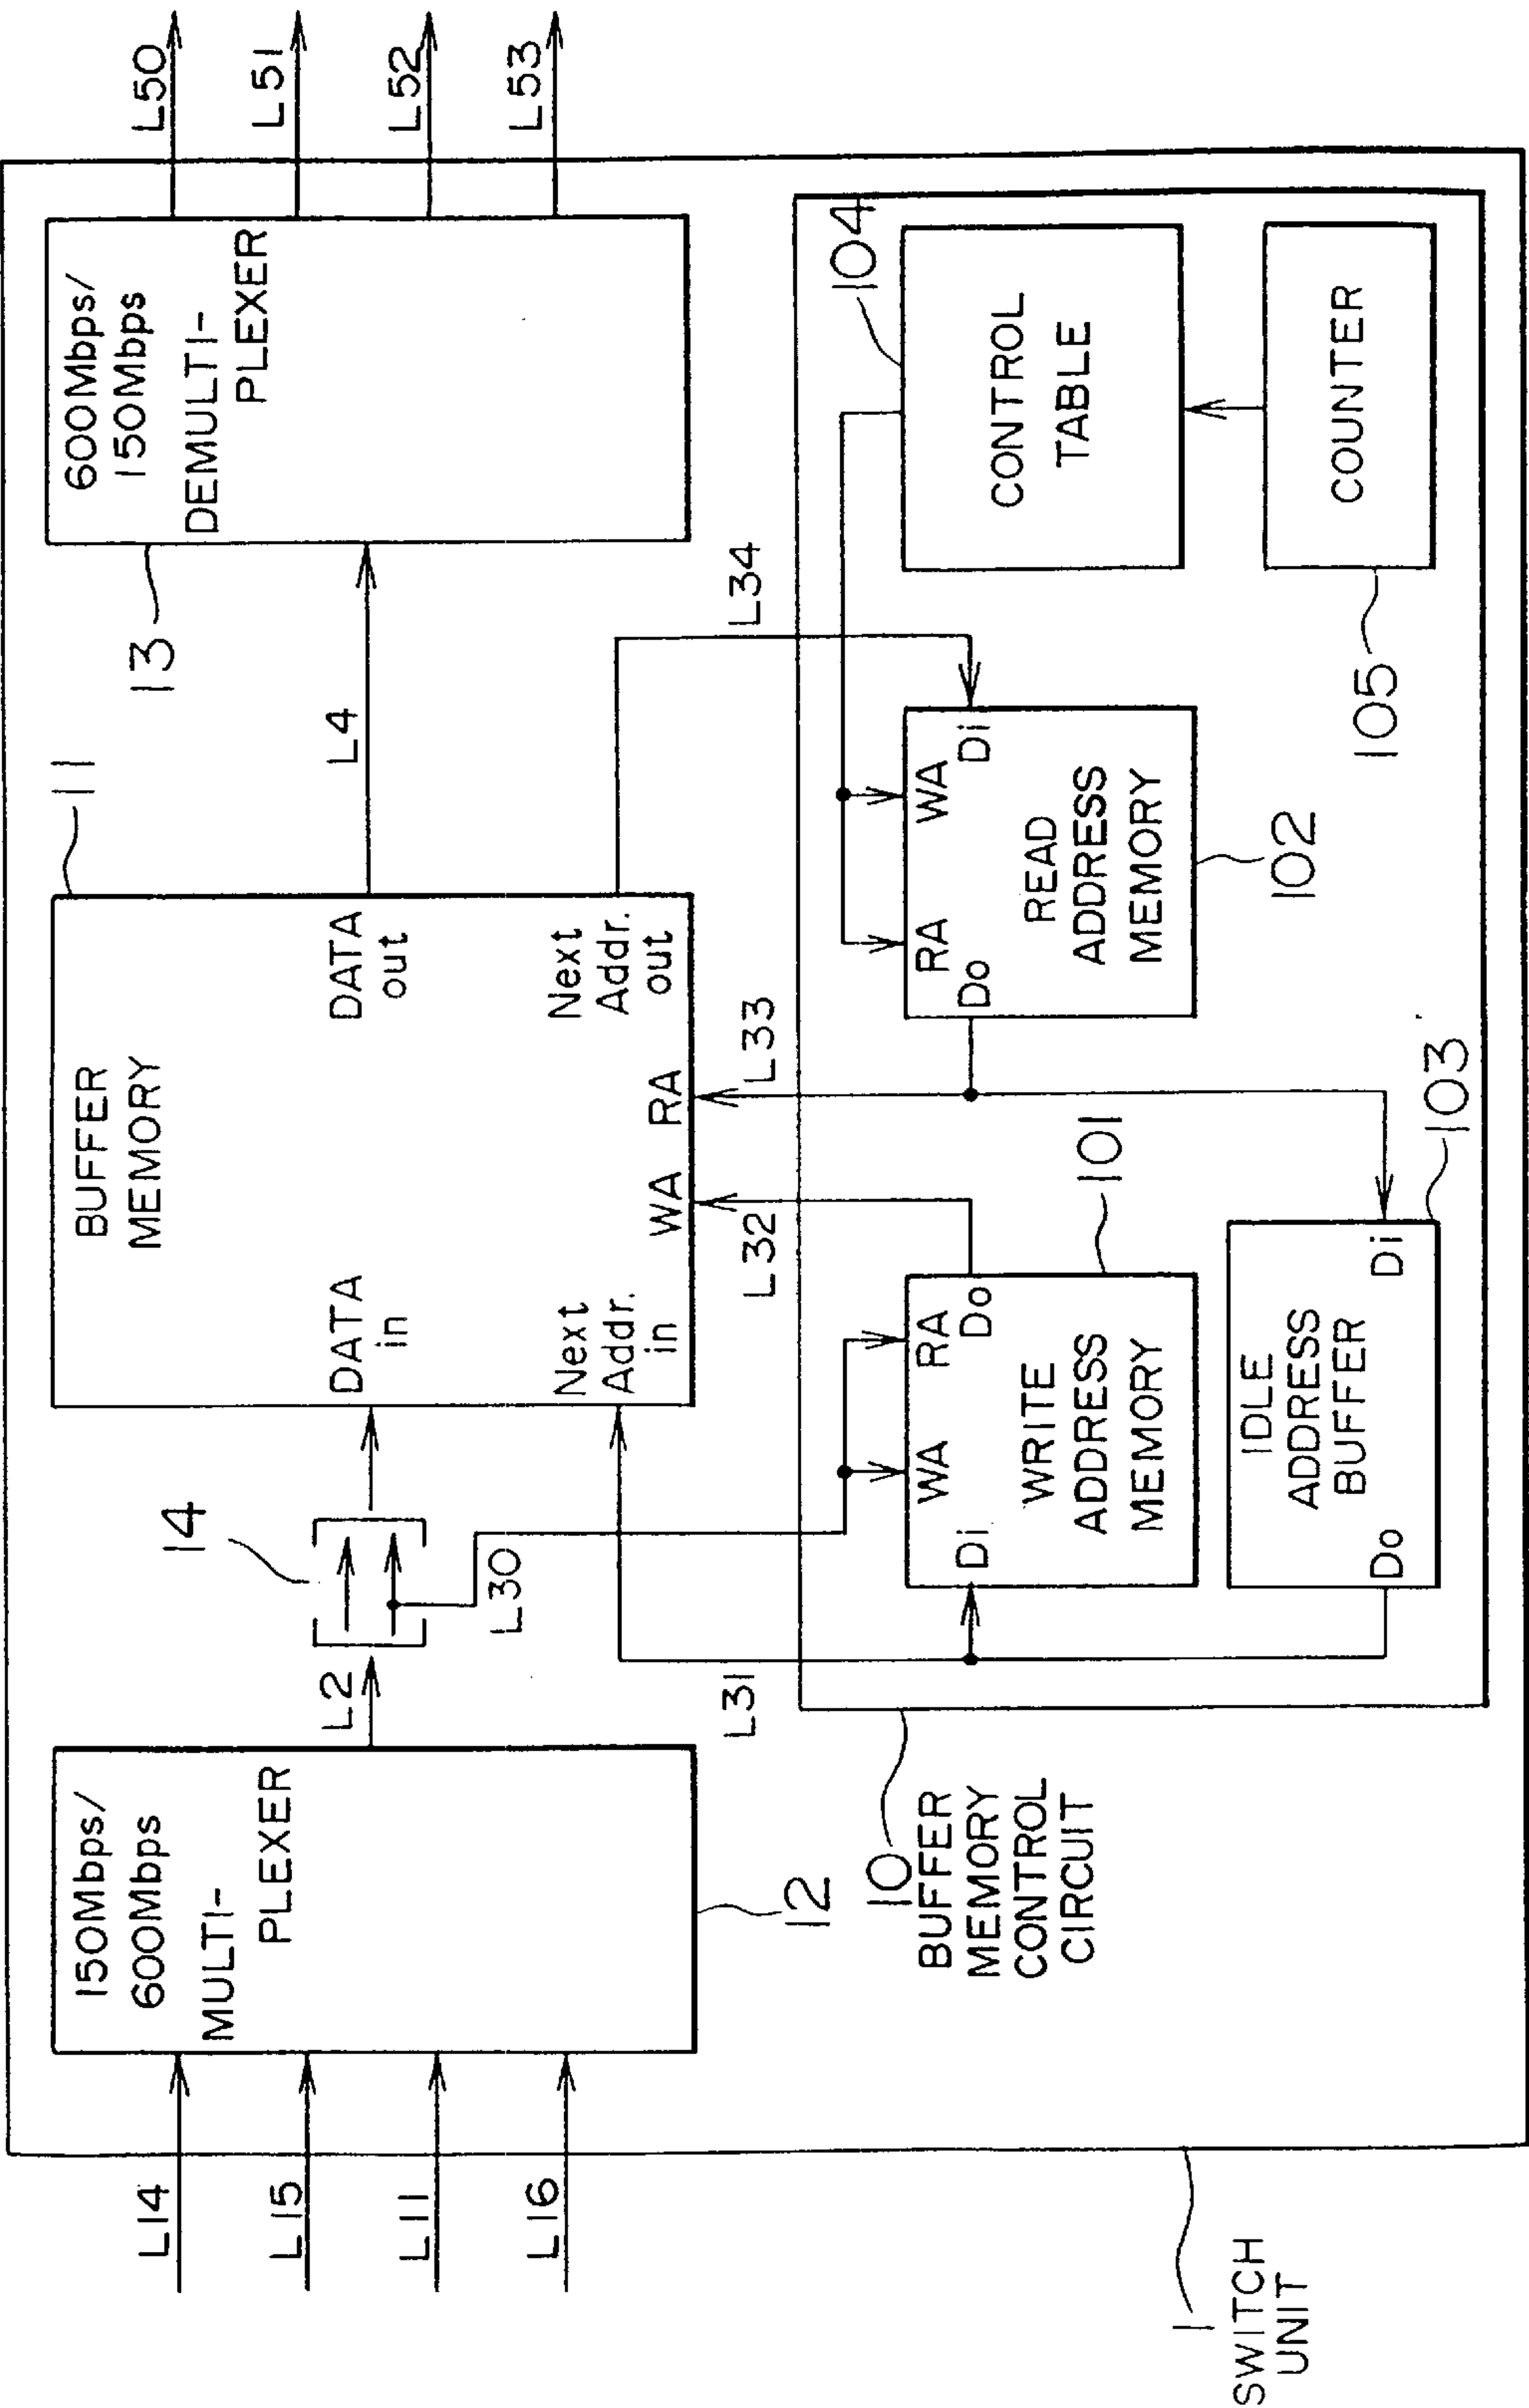 L14
L15
L11
L16
150Mbps/
600Mbps
MULTI-
PLEXER
12
L2
14
L30
L31
BUFFER
MEMORY
11
DATA
in
DATA
out
Next
Addr.
in
WA
RA
Next
Addr.
out
L4
600Mbps/
150Mbps
DEMULTI-
PLEXER
13
L50
L51
L52
L53
L32
L33
L34
10
BUFFER
MEMORY
CONTROL
CIRCUIT
WA
RA
Di
Do
WRITE
ADDRESS
MEMORY
101
RA
WA
Do
Di
READ
ADDRESS
MEMORY
102
IDLE
ADDRESS
BUFFER
Do
Di
103
CONTROL
TABLE
104
COUNTER
105
1
SWITCH
UNIT